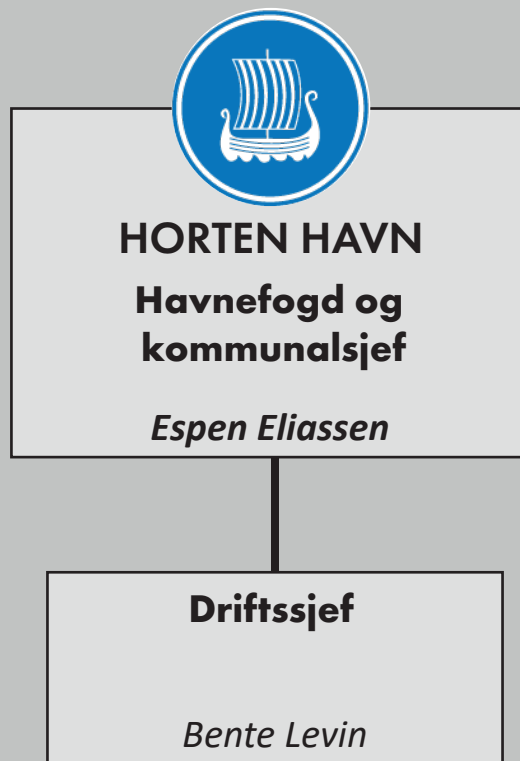 HORTEN HAVN
Havnefogd og
kommunalsjef
Espen Eliassen
Driftssjef
Bente Levin